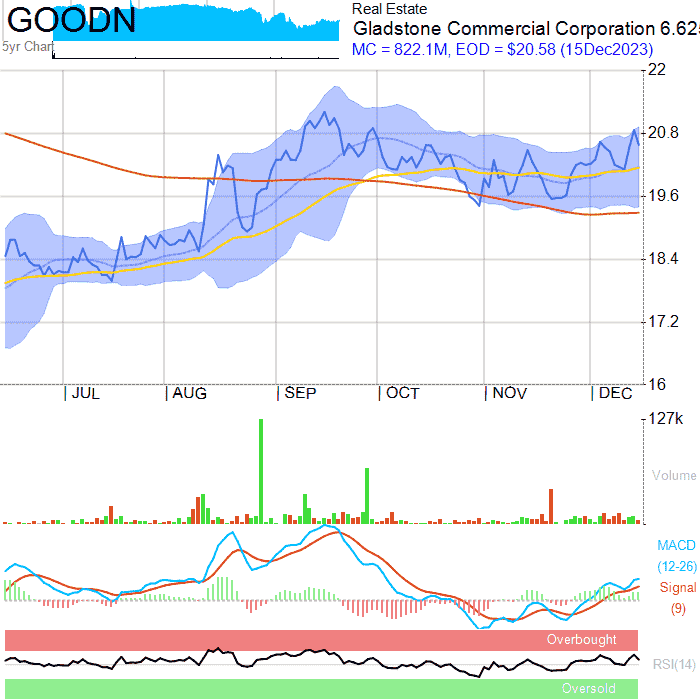 GOODN
5yr Chart
Real Estate
Gladstone Commercial Corporation 6.628
MC = 822.1M, EOD = $20.58 (15Dec2023)
22
20.8
19.6
18.4
17.2
16
JUL AUG SEP OCT NOV DEC
127k
Volume
MACD
(12-26)
Signal
(9)
Overbought
RSI(14)
Oversold